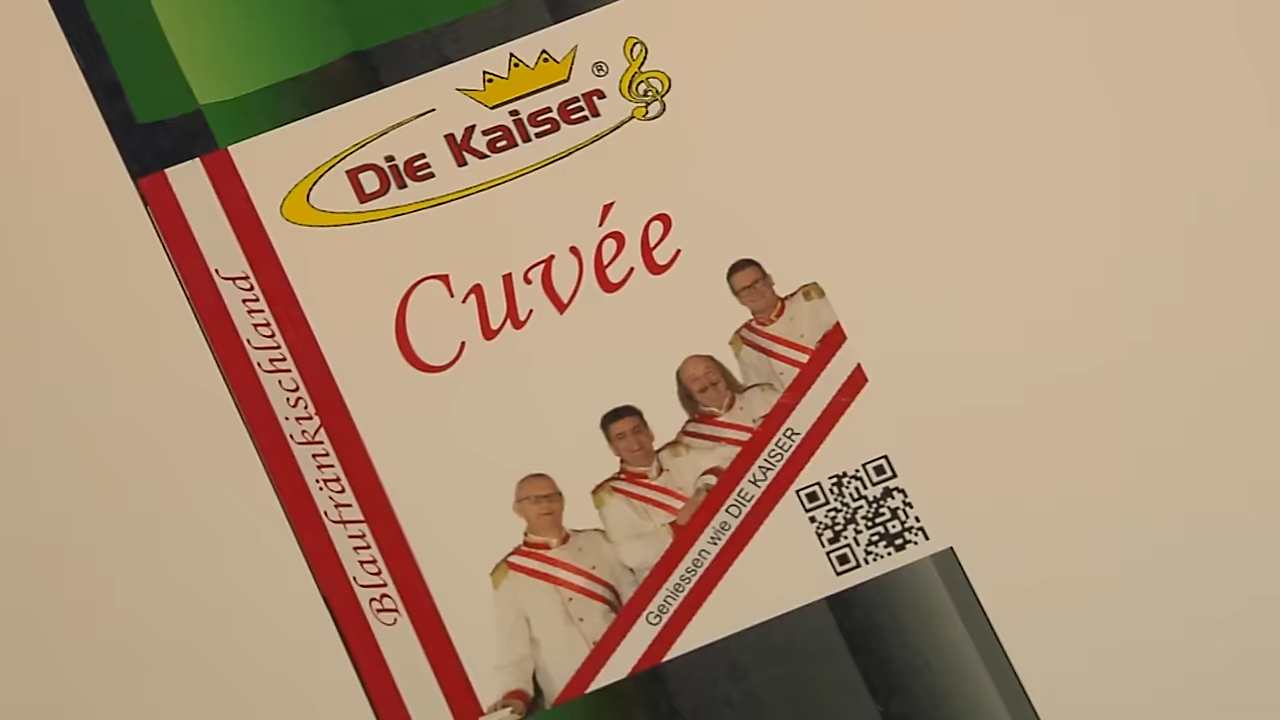 Die Kaiser ®
Cuvée
Blaufränkischland
Geniessen wie DIE KAISER